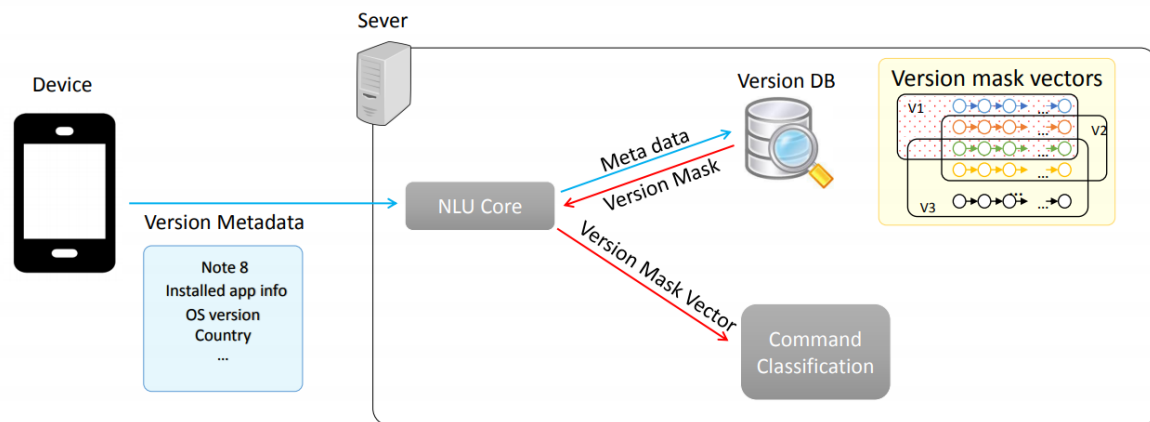 Sever
Device
Version DB
Version mask vectors
V1
...
...
V2
...
...
...
V3
...
Meta data
Version Mask
NLU Core
Version Metadata
Note 8
Installed app info
OS version
Country
...
Version Mask Vector
Command
Classification